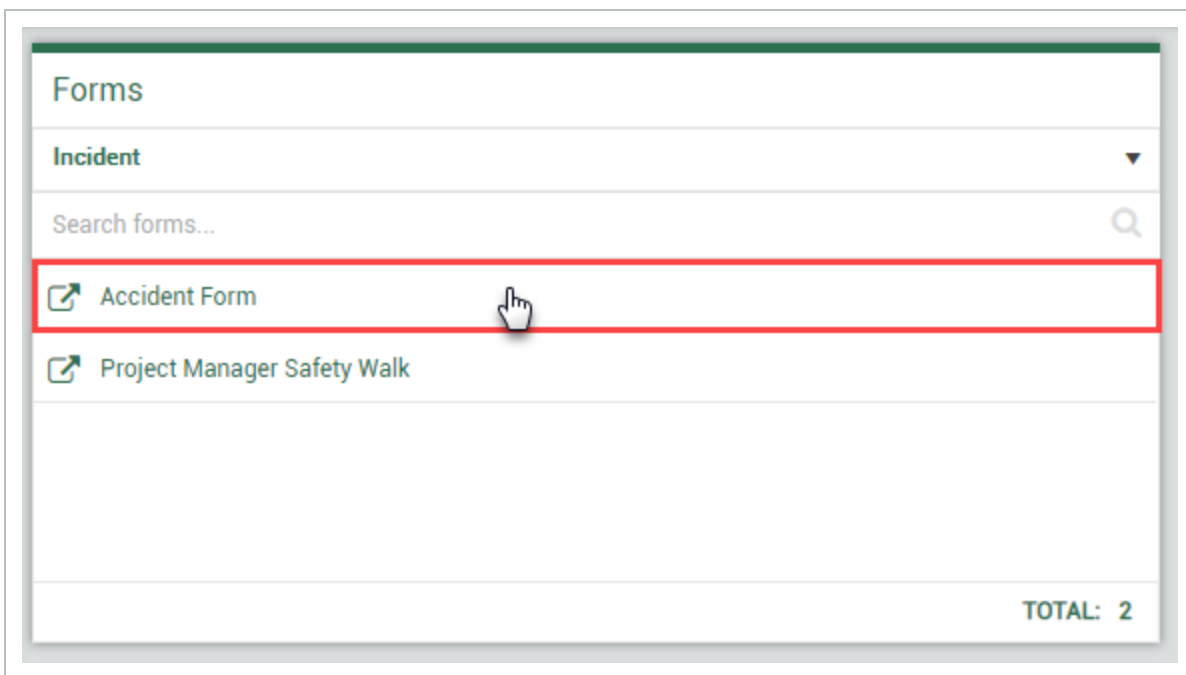 Forms
Incident
Search forms...
Accident Form
Project Manager Safety Walk
TOTAL: 2